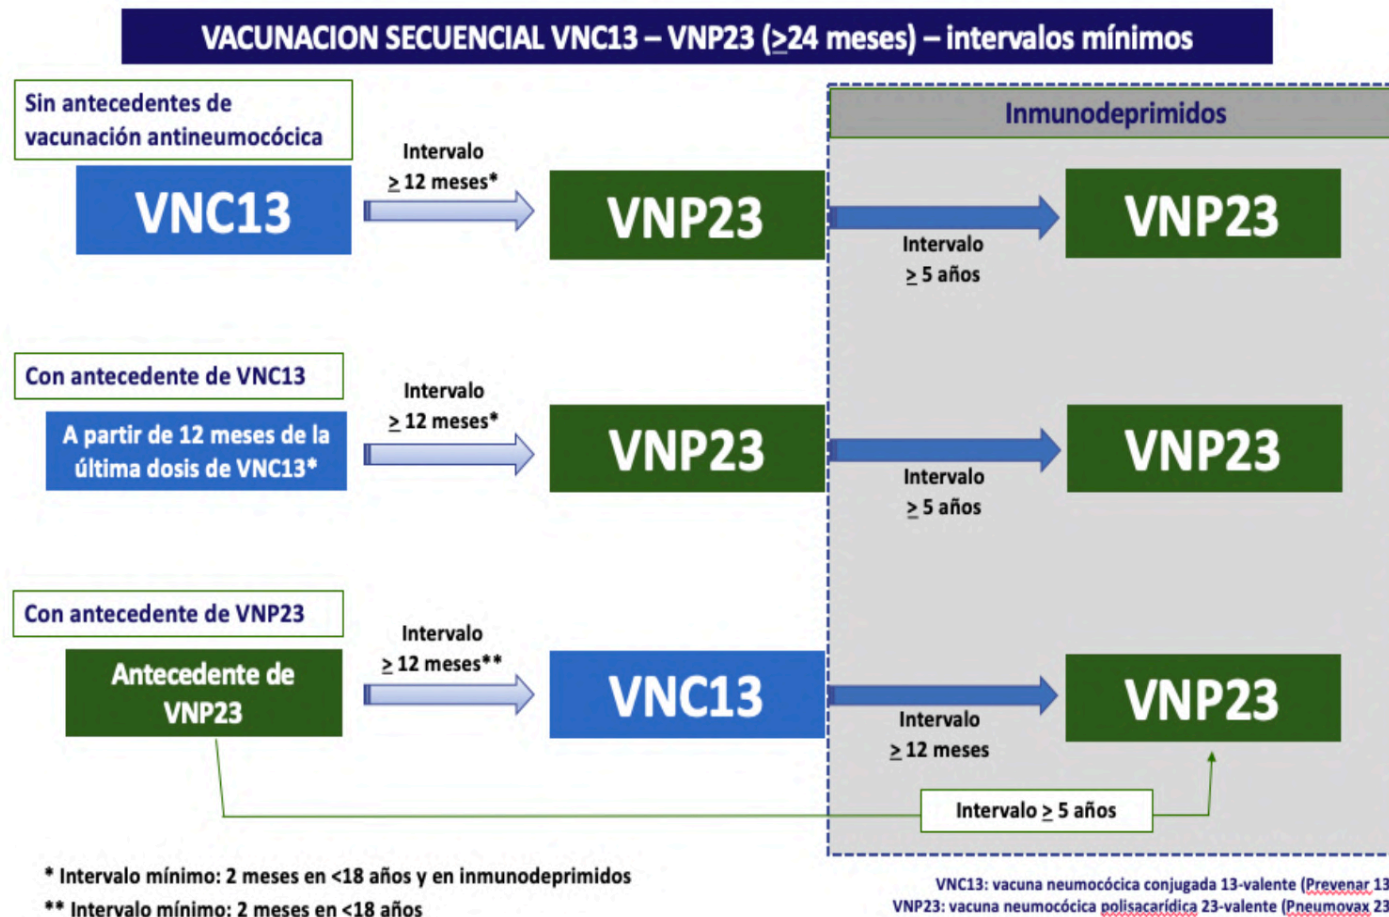 VACUNACION SECUENCIAL VNC13 – VNP23 (≥24 meses) – intervalos mínimos
Sin antecedentes de
vacunación antineumocócica
Inmunodeprimidos
VNC13
Intervalo
≥ 12 meses*
VNP23
Intervalo
≥ 5 años
VNP23
Con antecedente de VNC13
A partir de 12 meses de la
última dosis de VNC13*
Intervalo
≥ 12 meses*
VNP23
Intervalo
≥ 5 años
VNP23
Con antecedente de VNP23
Antecedente de
VNP23
Intervalo
≥ 12 meses**
VNC13
Intervalo
≥ 12 meses
VNP23
Intervalo ≥ 5 años
* Intervalo mínimo: 2 meses en <18 años y en inmunodeprimidos
** Intervalo mínimo: 2 meses en <18 años
VNC13: vacuna neumocócica conjugada 13-valente (Prevenar 13
VNP23: vacuna neumocócica polisacarídica 23-valente (Pneumovax 23